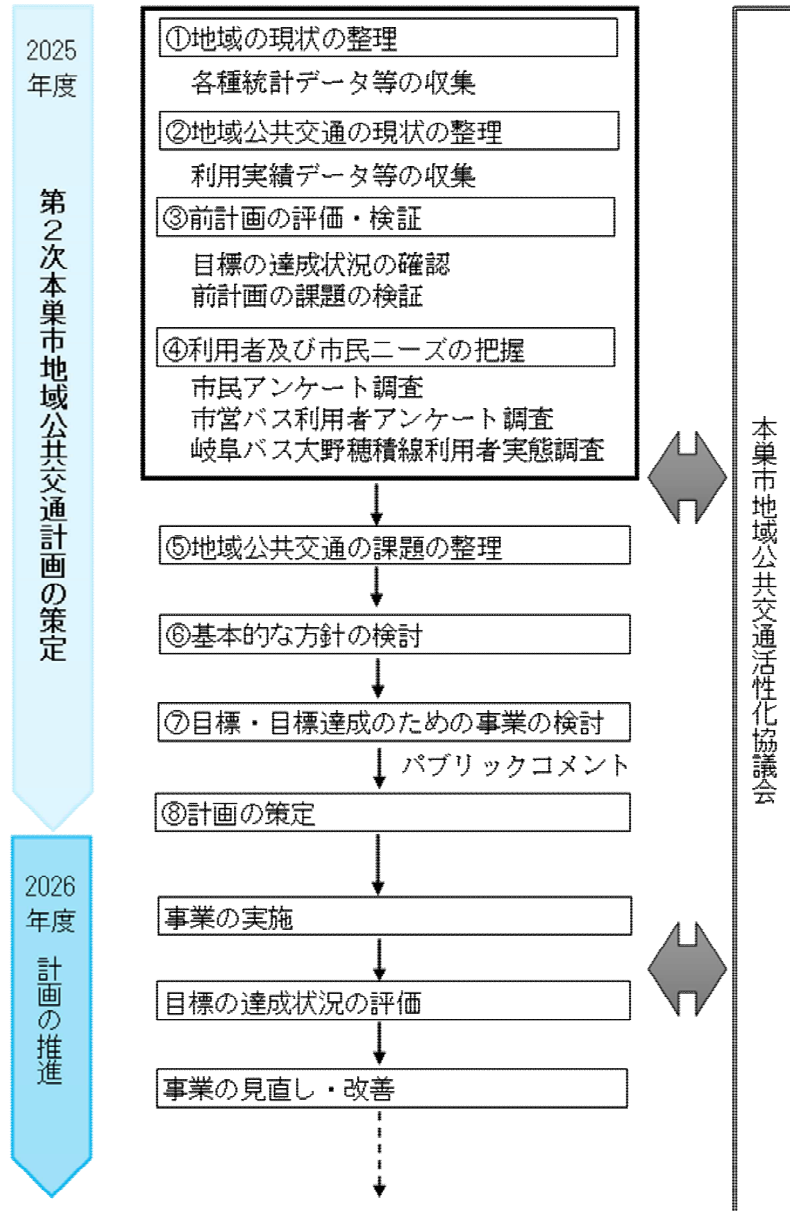 2025
年度
第２次本巣市地域公共交通計画の策定
①地域の現状の整理
各種統計データ等の収集
②地域公共交通の現状の整理
利用実績データ等の収集
③前計画の評価・検証
目標の達成状況の確認
前計画の課題の検証
④利用者及び市民ニーズの把握
市民アンケート調査
市営バス利用者アンケート調査
岐阜バス大野穂積線利用者実態調査
⑤地域公共交通の課題の整理
⑥基本的な方針の検討
⑦目標・目標達成のための事業の検討
パブリックコメント
⑧計画の策定
2026
年度
計画の推進
事業の実施
目標の達成状況の評価
事業の見直し・改善
本巣市地域公共交通活性化協議会